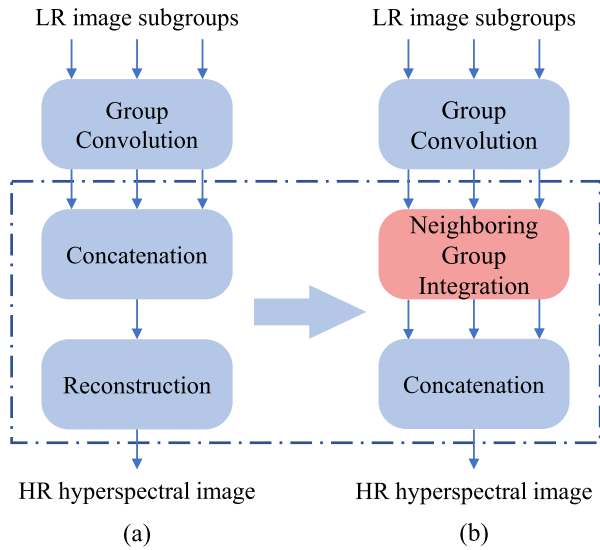 LR image subgroups
Group
Convolution
Concatenation
Reconstruction
HR hyperspectral image
(a)
LR image subgroups
Group
Convolution
Neighboring
Group
Integration
Concatenation
HR hyperspectral image
(b)